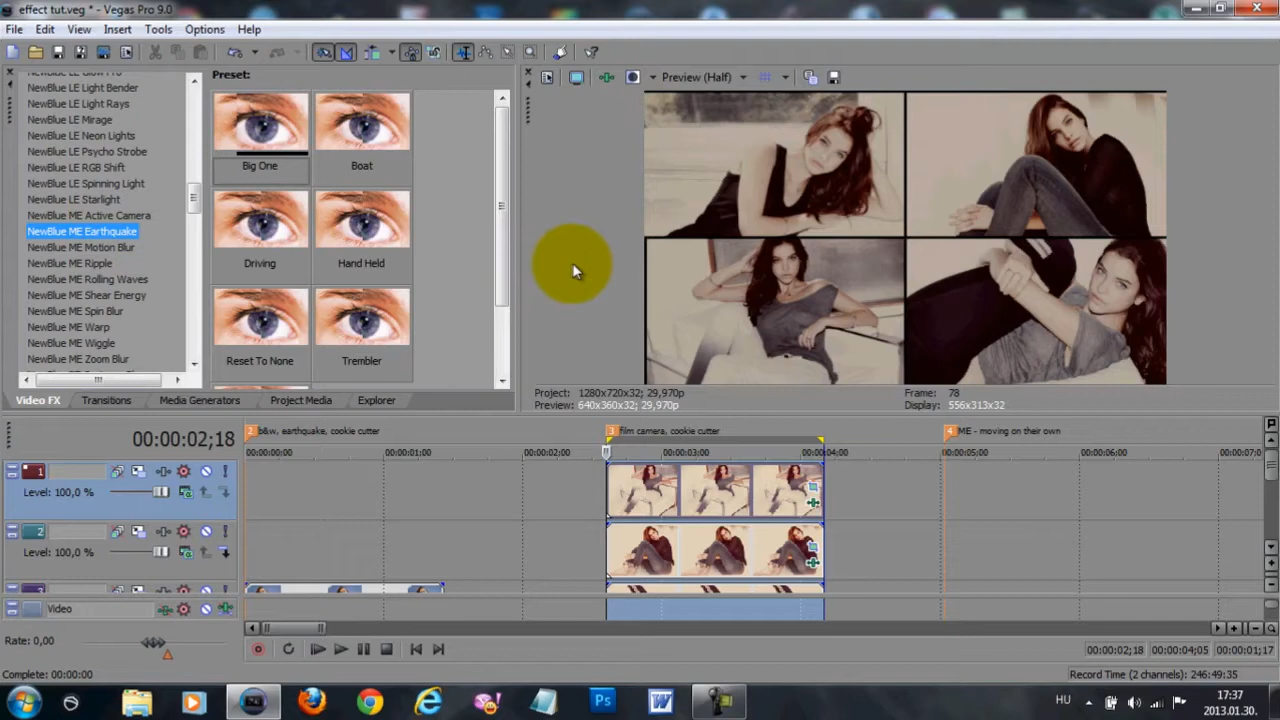 effect tut.veg * - Vegas Pro 9.0
File Edit View Insert Tools Options Help
NewBlue LE Light Bender
NewBlue LE Light Rays
NewBlue LE Mirage
NewBlue LE Neon Lights
NewBlue LE Psycho Strobe
NewBlue LE RGB Shift
NewBlue LE Spinning Light
NewBlue LE Starlight
NewBlue ME Active Camera
NewBlue ME Earthquake
NewBlue ME Motion Blur
NewBlue ME Ripple
NewBlue ME Rolling Waves
NewBlue ME Shear Energy
NewBlue ME Spin Blur
NewBlue ME Warp
NewBlue ME Wiggle
NewBlue ME Zoom Blur
Preset:
Big One Boat
Driving Hand Held
Reset To None Trembler
Video FX Transitions Media Generators Project Media Explorer
Preview (Half)
Project: 1280x720x32; 29,970p
Preview: 640x360x32; 29,970p
Frame: 78
Display: 556x313x32
00:00:02;18
2 b&w, earthquake, cookie cutter 3 film camera, cookie cutter 4 ME - moving on their own
00:00:00:00 00:00:01:00 00:00:02:00 00:00:03:00 00:00:04:00 00:00:05:00 00:00:06:00 00:00:07:0
1
Level: 100,0 %
2
Level: 100,0 %
3
Video
Rate: 0,00
00:00:02;18 00:00:04;05 00:00:01;17
Complete: 00:00:00
Record Time (2 channels): 246:49:35
HU
17:37
2013.01.30.